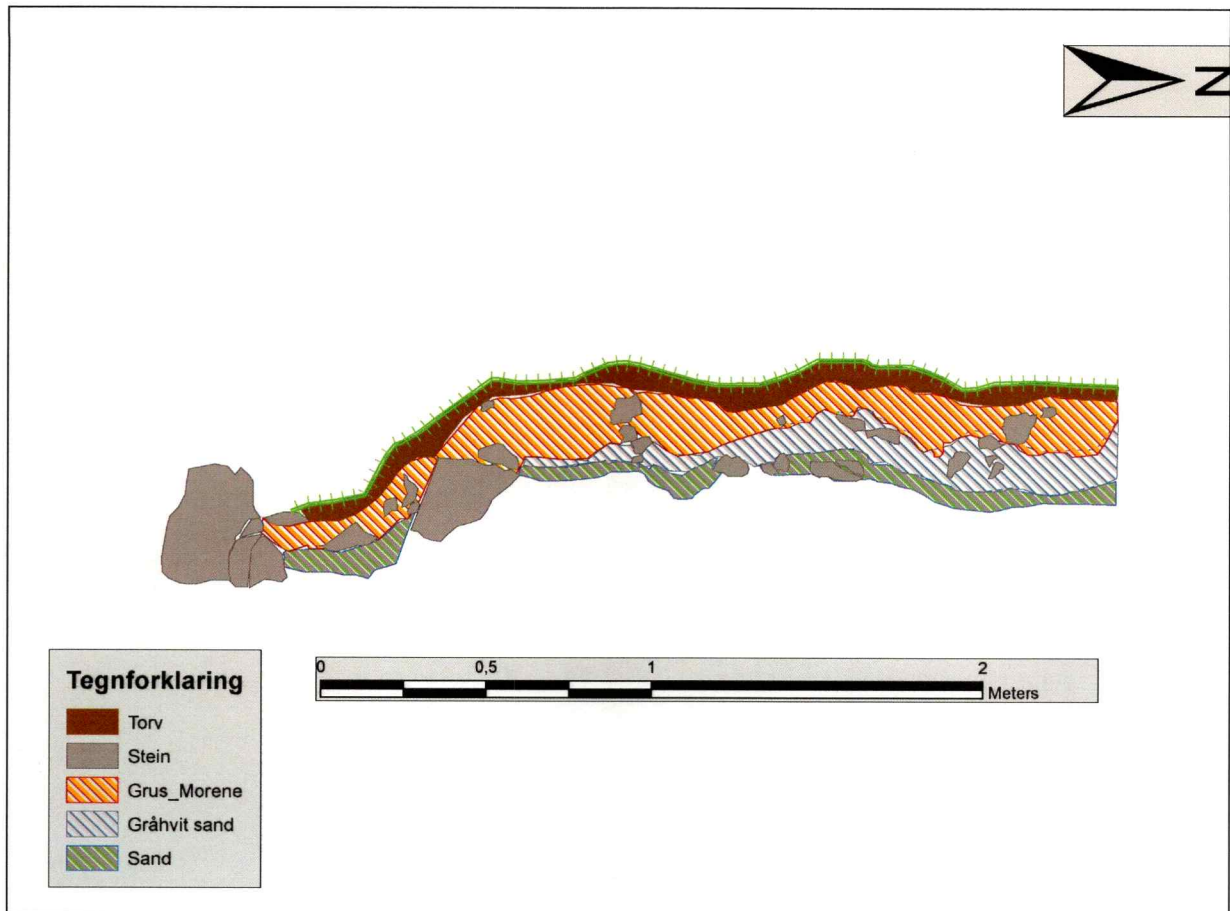 N
Tegnforklaring
Torv
Stein
Grus_Morene
Gråhvit sand
Sand
0 0,5 1 2
Meters